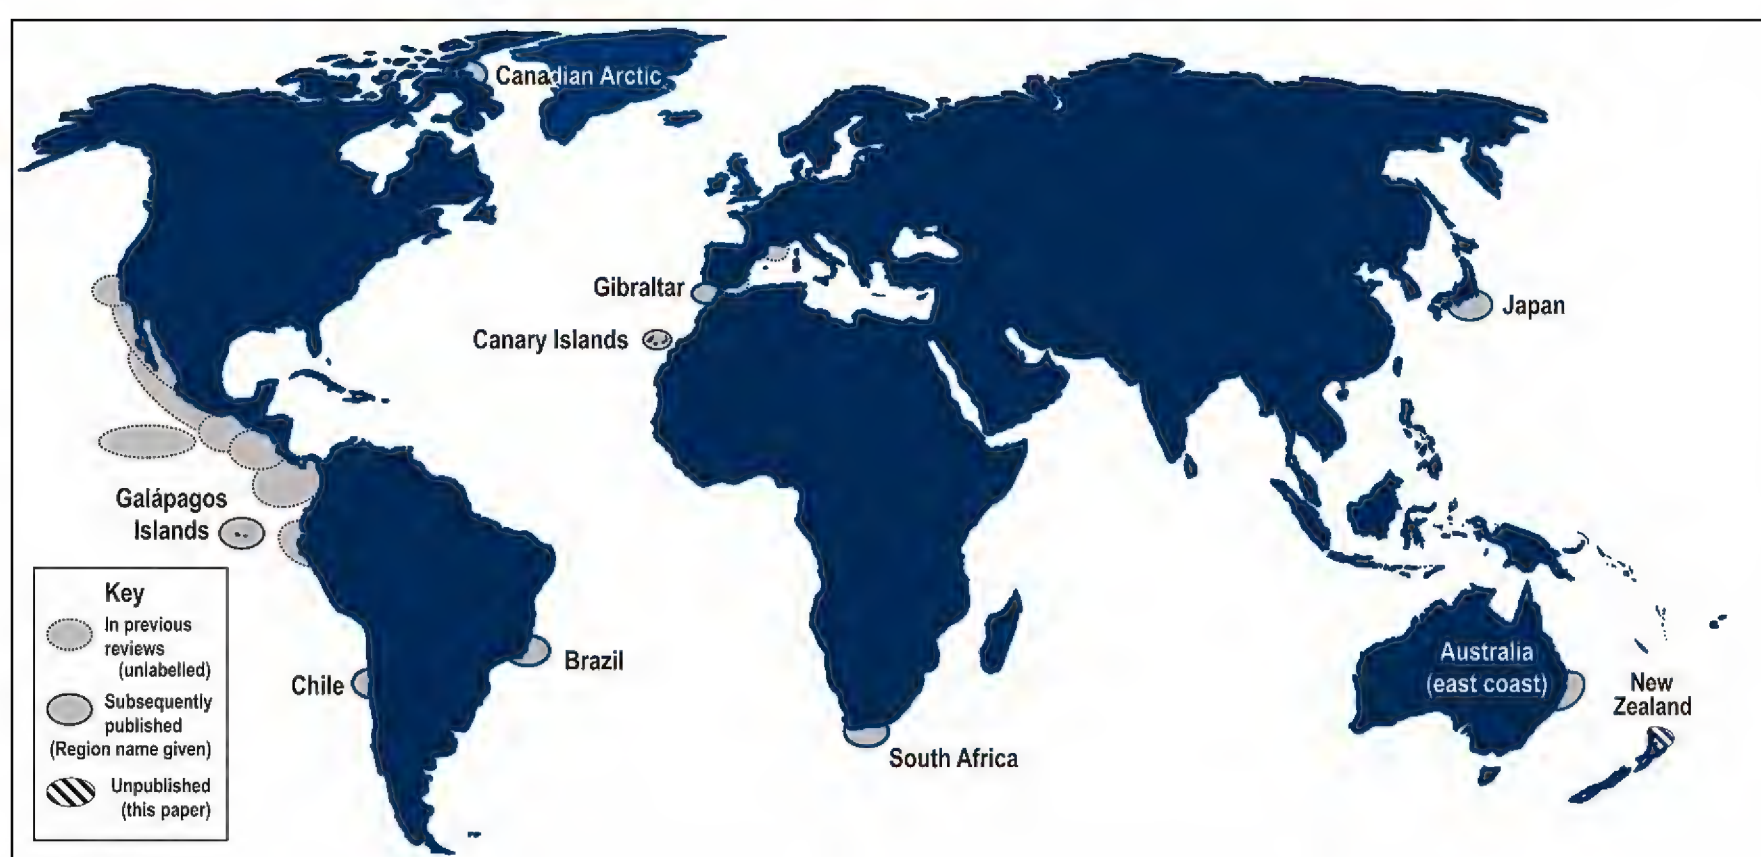 Canadian Arctic
Gibraltar
Canary Islands
Japan
Galápagos
Islands
Brazil
Chile
South Africa
Australia
(east coast)
New
Zealand
Key
In previous
reviews
(unlabelled)
Subsequently
published
(Region name given)
Unpublished
(this paper)